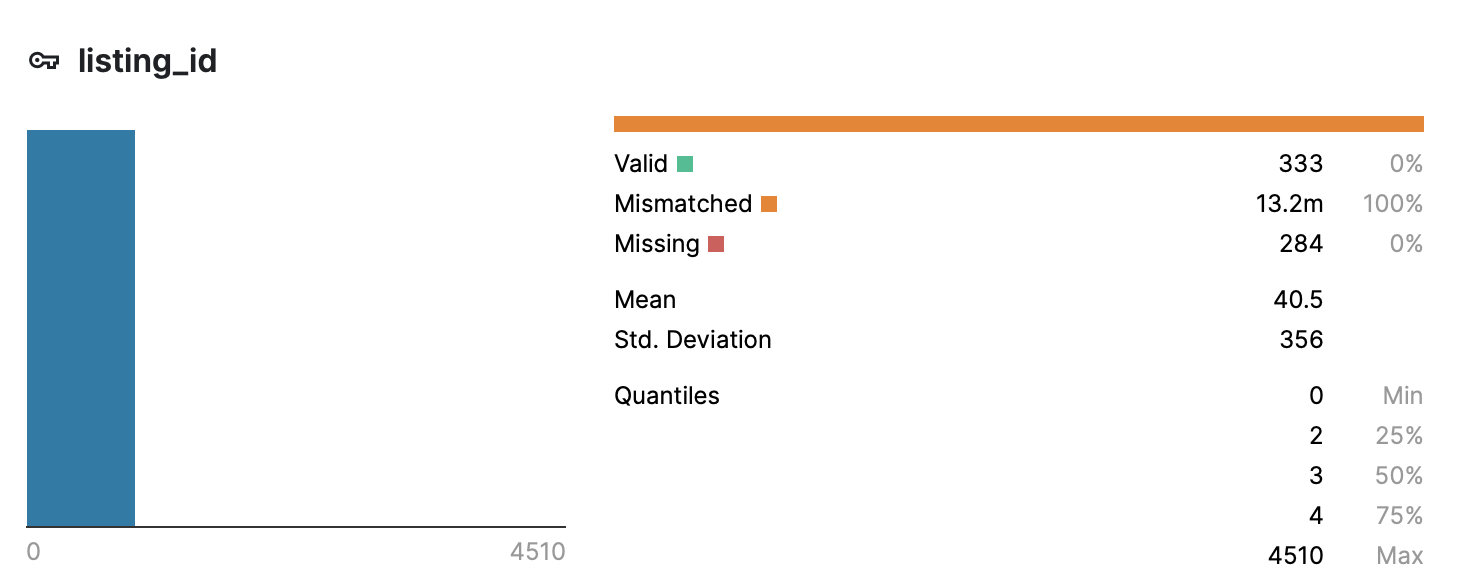 listing_id
0 4510
Valid 333 0%
Mismatched 13.2m 100%
Missing 284 0%
Mean 40.5
Std. Deviation 356
Quantiles 0 Min
2 25%
3 50%
4 75%
4510 Max